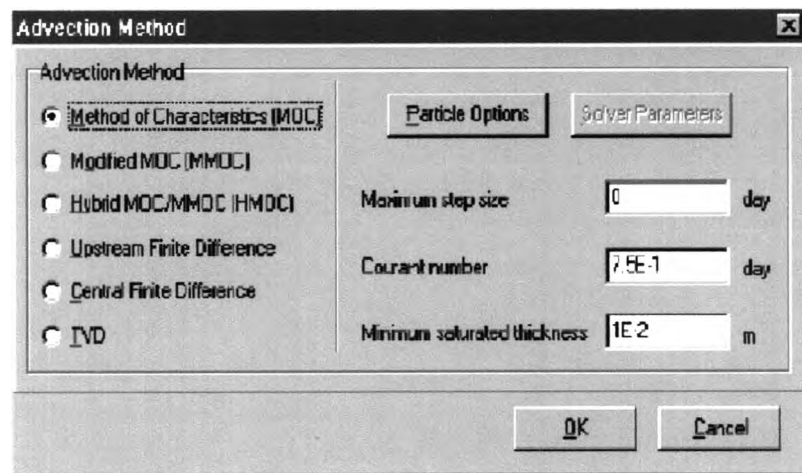 Advection Method
Advection Method
Method of Characteristics (MOC)
Modified MOC (MMOC)
Hybrid MOC/MMOC (HMOC)
Upstream Finite Difference
Central Finite Difference
TVD
Particle Options
Solver Parameters
Maximum step size 0 day
Courant number 7.5E-1 day
Minimum saturated thickness 1E-2 m
OK
Cancel